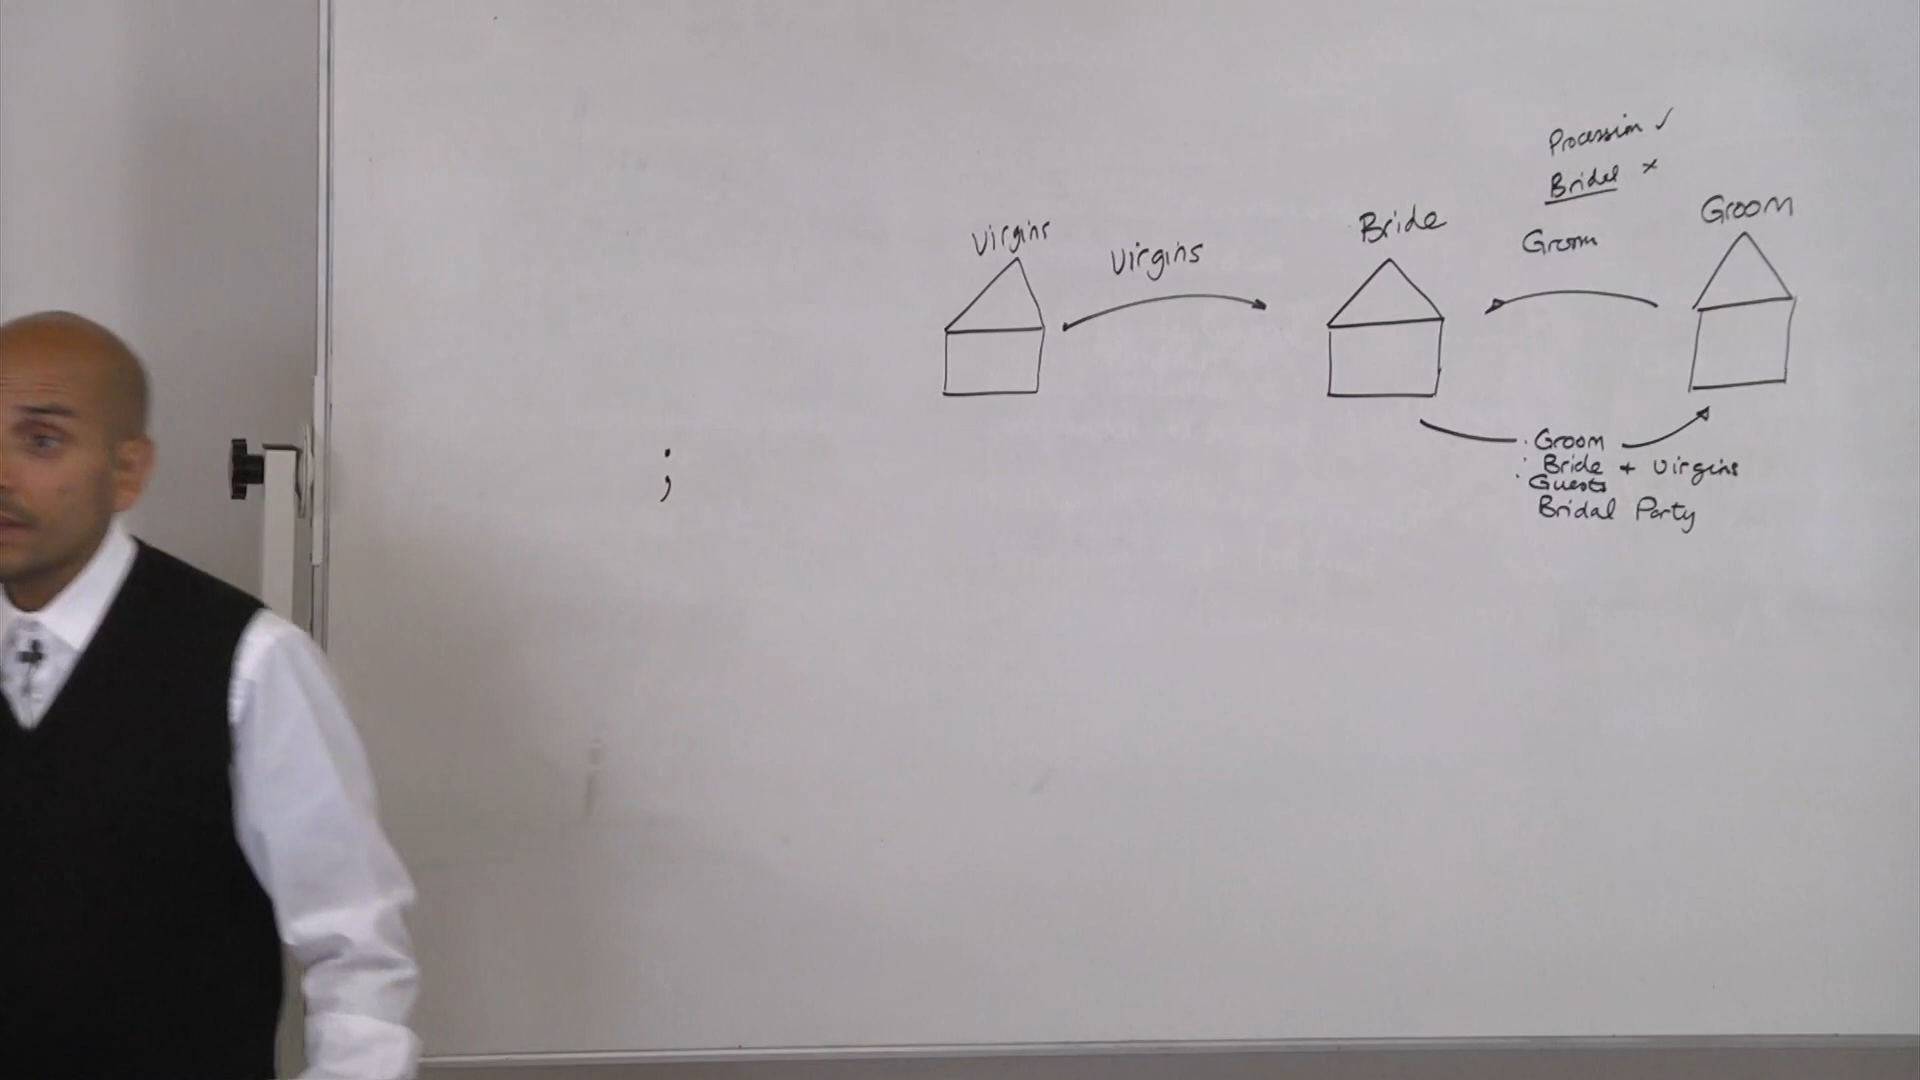 Procession ✓
Bridal ×
Virgins
Virgins
Bride
Groom
Groom
;
· Groom
· Bride + Virgins
· Guests
Bridal Party